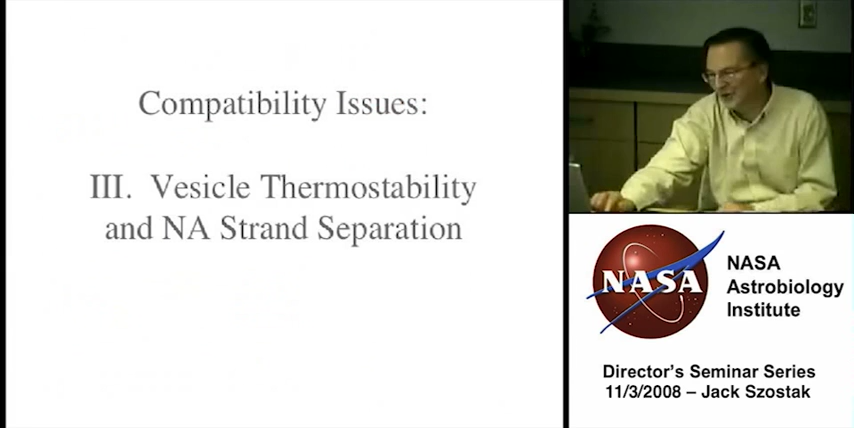 Compatibility Issues:
III. Vesicle Thermostability
and NA Strand Separation
NASA
NASA
Astrobiology
Institute
Director's Seminar Series
11/3/2008 – Jack Szostak